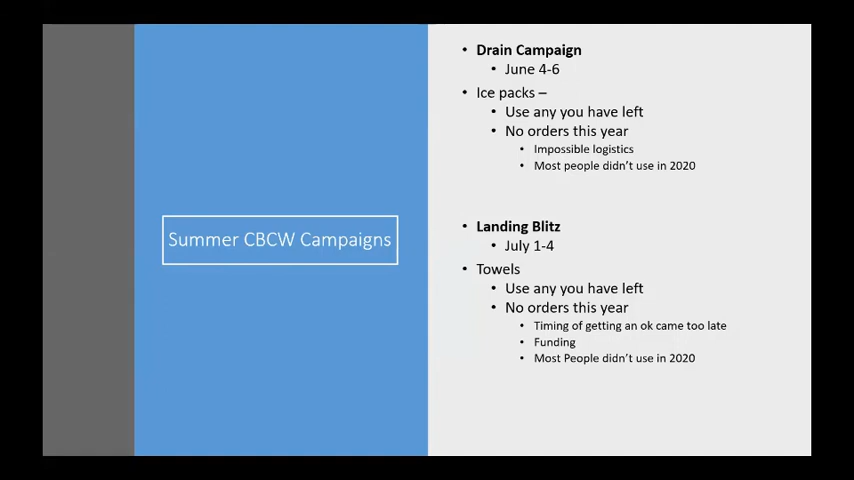 Summer CBCW Campaigns
• Drain Campaign
• June 4-6
• Ice packs –
• Use any you have left
• No orders this year
• Impossible logistics
• Most people didn't use in 2020
• Landing Blitz
• July 1-4
• Towels
• Use any you have left
• No orders this year
• Timing of getting an ok came too late
• Funding
• Most People didn't use in 2020